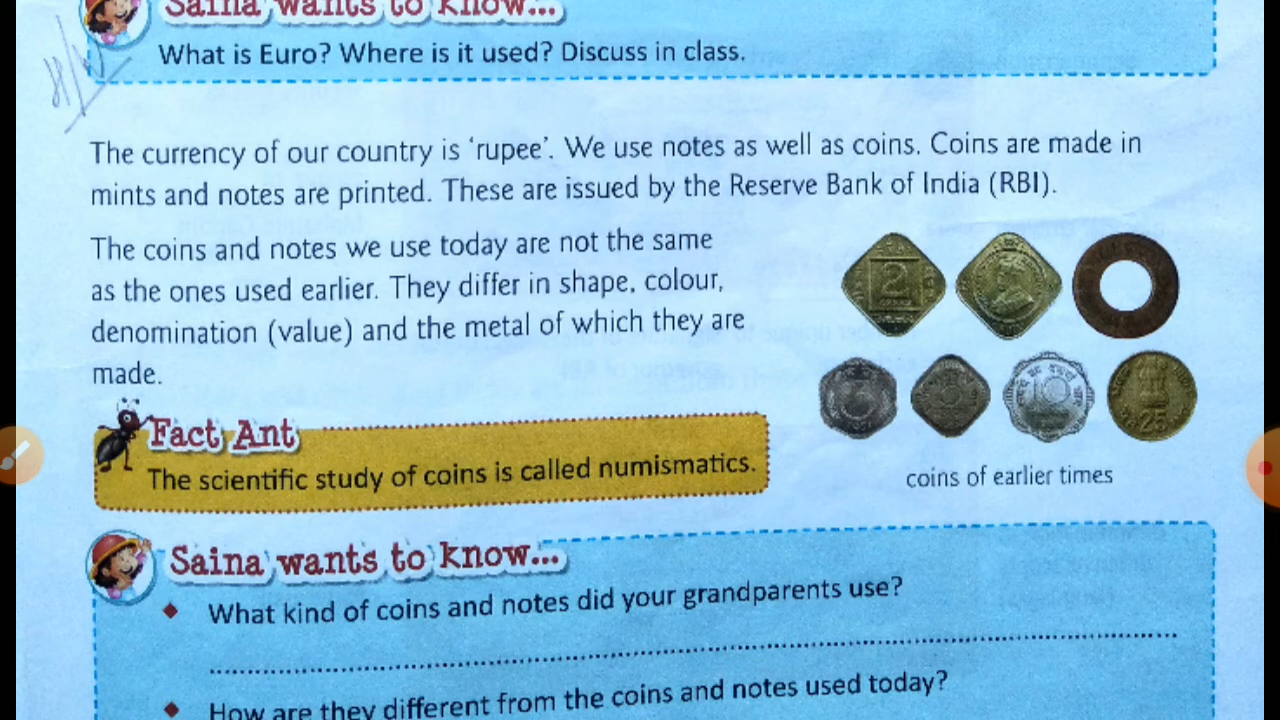 Saina wants to know...
What is Euro? Where is it used? Discuss in class.
The currency of our country is 'rupee'. We use notes as well as coins. Coins are made in
mints and notes are printed. These are issued by the Reserve Bank of India (RBI).
The coins and notes we use today are not the same
as the ones used earlier. They differ in shape, colour,
denomination (value) and the metal of which they are
made.
2
10
25
coins of earlier times
Fact Ant
The scientific study of coins is called numismatics.
Saina wants to know...
What kind of coins and notes did your grandparents use?
How are they different from the coins and notes used today?